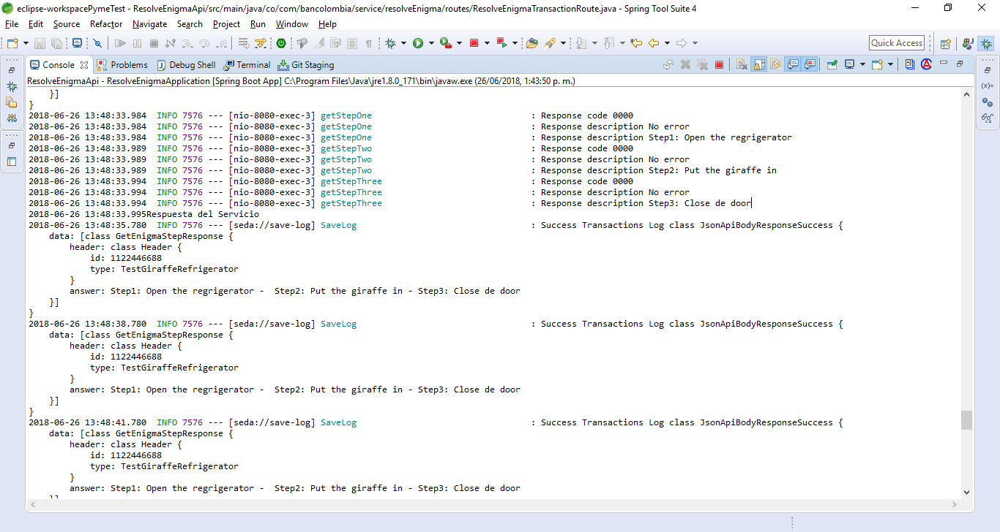 eclipse-workspacePymeTest - ResolveEnigmaApi/src/main/java/co/com/bancolombia/service/resolveEnigma/routes/ResolveEnigmaTransactionRoute.java - Spring Tool Suite 4
File Edit Source Refactor Navigate Search Project Run Window Help
Quick Access
Console Problems Debug Shell Terminal Git Staging
ResolveEnigmaApi - ResolveEnigmaApplication [Spring Boot App] C:\Program Files\Java\jre1.8.0_171\bin\javaw.exe (26/06/2018, 1:43:50 p. m.)
}]
}
2018-06-26 13:48:33.984 INFO 7576 --- [nio-8080-exec-3] getStepOne : Response code 0000
2018-06-26 13:48:33.984 INFO 7576 --- [nio-8080-exec-3] getStepOne : Response description No error
2018-06-26 13:48:33.984 INFO 7576 --- [nio-8080-exec-3] getStepOne : Response description Step1: Open the regrigerator
2018-06-26 13:48:33.989 INFO 7576 --- [nio-8080-exec-3] getStepTwo : Response code 0000
2018-06-26 13:48:33.989 INFO 7576 --- [nio-8080-exec-3] getStepTwo : Response description No error
2018-06-26 13:48:33.989 INFO 7576 --- [nio-8080-exec-3] getStepTwo : Response description Step2: Put the giraffe in
2018-06-26 13:48:33.994 INFO 7576 --- [nio-8080-exec-3] getStepThree : Response code 0000
2018-06-26 13:48:33.994 INFO 7576 --- [nio-8080-exec-3] getStepThree : Response description No error
2018-06-26 13:48:33.994 INFO 7576 --- [nio-8080-exec-3] getStepThree : Response description Step3: Close de door
2018-06-26 13:48:33.995Respuesta del Servicio
2018-06-26 13:48:35.780 INFO 7576 --- [seda://save-log] SaveLog : Success Transactions Log class JsonApiBodyResponseSuccess {
data: [class GetEnigmaStepResponse {
header: class Header {
id: 1122446688
type: TestGiraffeRefrigerator
}
answer: Step1: Open the regrigerator - Step2: Put the giraffe in - Step3: Close de door
}]
}
2018-06-26 13:48:38.780 INFO 7576 --- [seda://save-log] SaveLog : Success Transactions Log class JsonApiBodyResponseSuccess {
data: [class GetEnigmaStepResponse {
header: class Header {
id: 1122446688
type: TestGiraffeRefrigerator
}
answer: Step1: Open the regrigerator - Step2: Put the giraffe in - Step3: Close de door
}]
}
2018-06-26 13:48:41.780 INFO 7576 --- [seda://save-log] SaveLog : Success Transactions Log class JsonApiBodyResponseSuccess {
data: [class GetEnigmaStepResponse {
header: class Header {
id: 1122446688
type: TestGiraffeRefrigerator
}
answer: Step1: Open the regrigerator - Step2: Put the giraffe in - Step3: Close de door